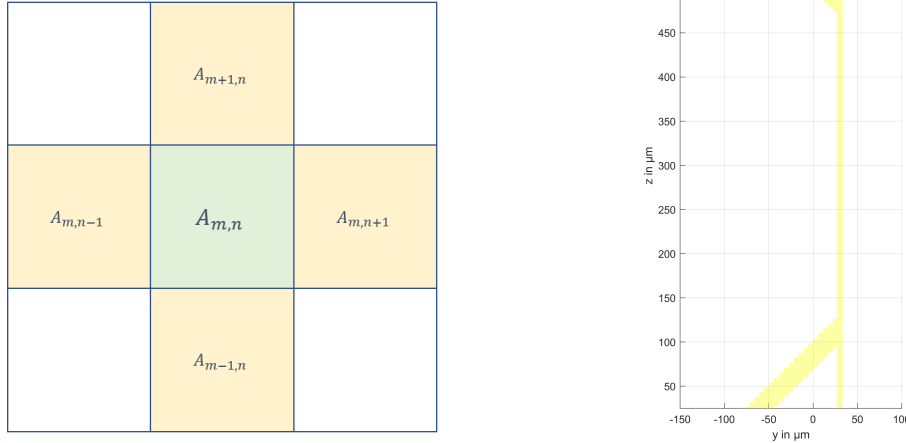 A_{m+1,n}
A_{m,n-1} A_{m,n} A_{m,n+1}
A_{m-1,n}
450
400
350
300
250
200
150
100
50
z in µm
-150 -100 -50 0 50 100
y in µm